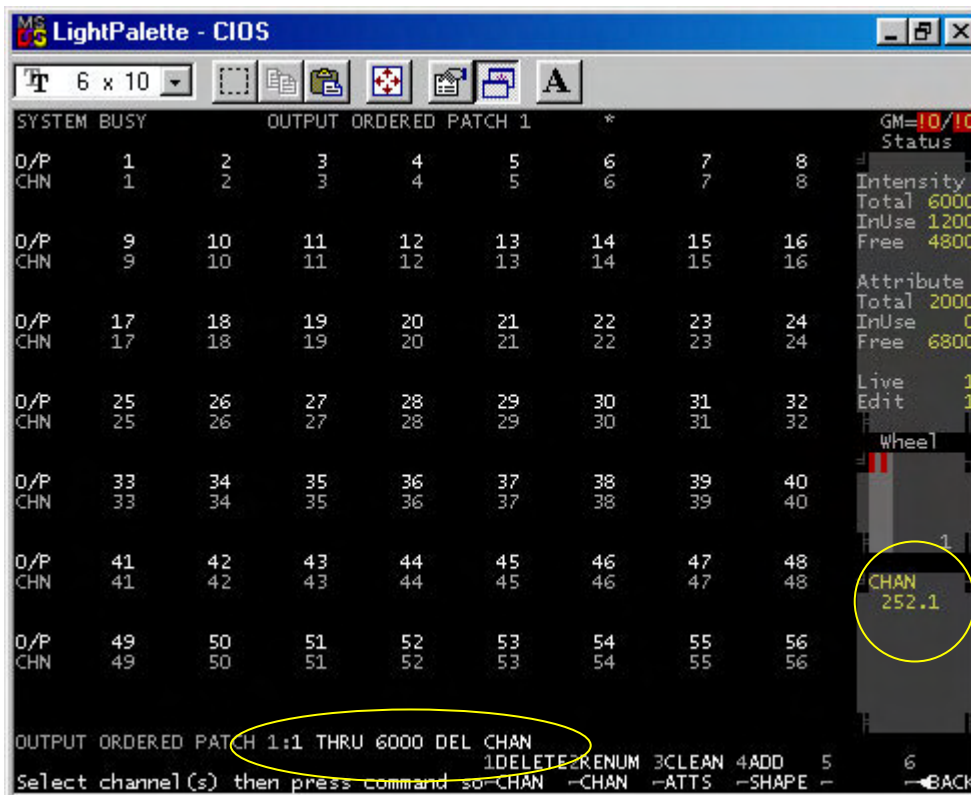 LightPalette - CIOS
6 x 10
SYSTEM BUSY OUTPUT ORDERED PATCH 1 * GM=!0/!0
Status
O/P 1 2 3 4 5 6 7 8
CHN 1 2 3 4 5 6 7 8
Intensity
Total 6000
InUse 1200
Free 4800
O/P 9 10 11 12 13 14 15 16
CHN 9 10 11 12 13 14 15 16
Attribute
Total 2000
InUse 0
Free 6800
O/P 17 18 19 20 21 22 23 24
CHN 17 18 19 20 21 22 23 24
Live 1
Edit 1
O/P 25 26 27 28 29 30 31 32
CHN 25 26 27 28 29 30 31 32
Wheel
1
O/P 33 34 35 36 37 38 39 40
CHN 33 34 35 36 37 38 39 40
O/P 41 42 43 44 45 46 47 48
CHN 41 42 43 44 45 46 47 48
CHAN
252.1
O/P 49 50 51 52 53 54 55 56
CHN 49 50 51 52 53 54 55 56
OUTPUT ORDERED PATCH 1:1 THRU 6000 DEL CHAN
1DELETE2RENUM 3CLEAN 4ADD 5 6
Select channel(s) then press command so-CHAN -CHAN -ATTS -SHAPE - BACK